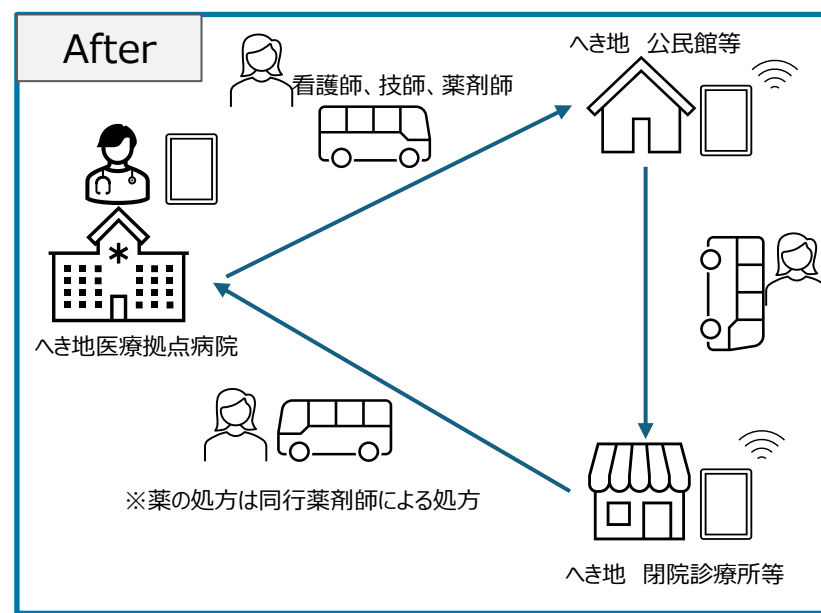 After
へき地　公民館等
看護師、技師、薬剤師
へき地医療拠点病院
※薬の処方は同行薬剤師による処方
へき地　閉院診療所等